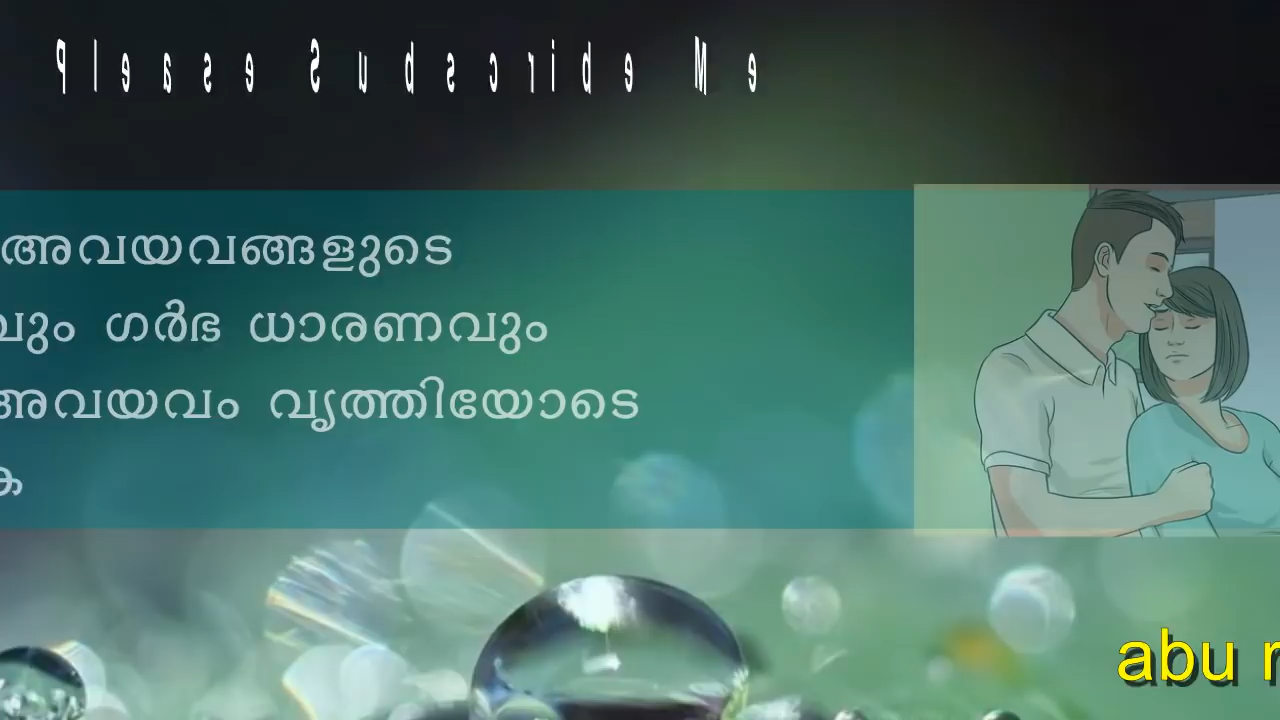 Please Subscribe Me
അവയവങ്ങളുടെ
ഗർഭ ധാരണവും
അവയവം വൃത്തിയോടെ
abu